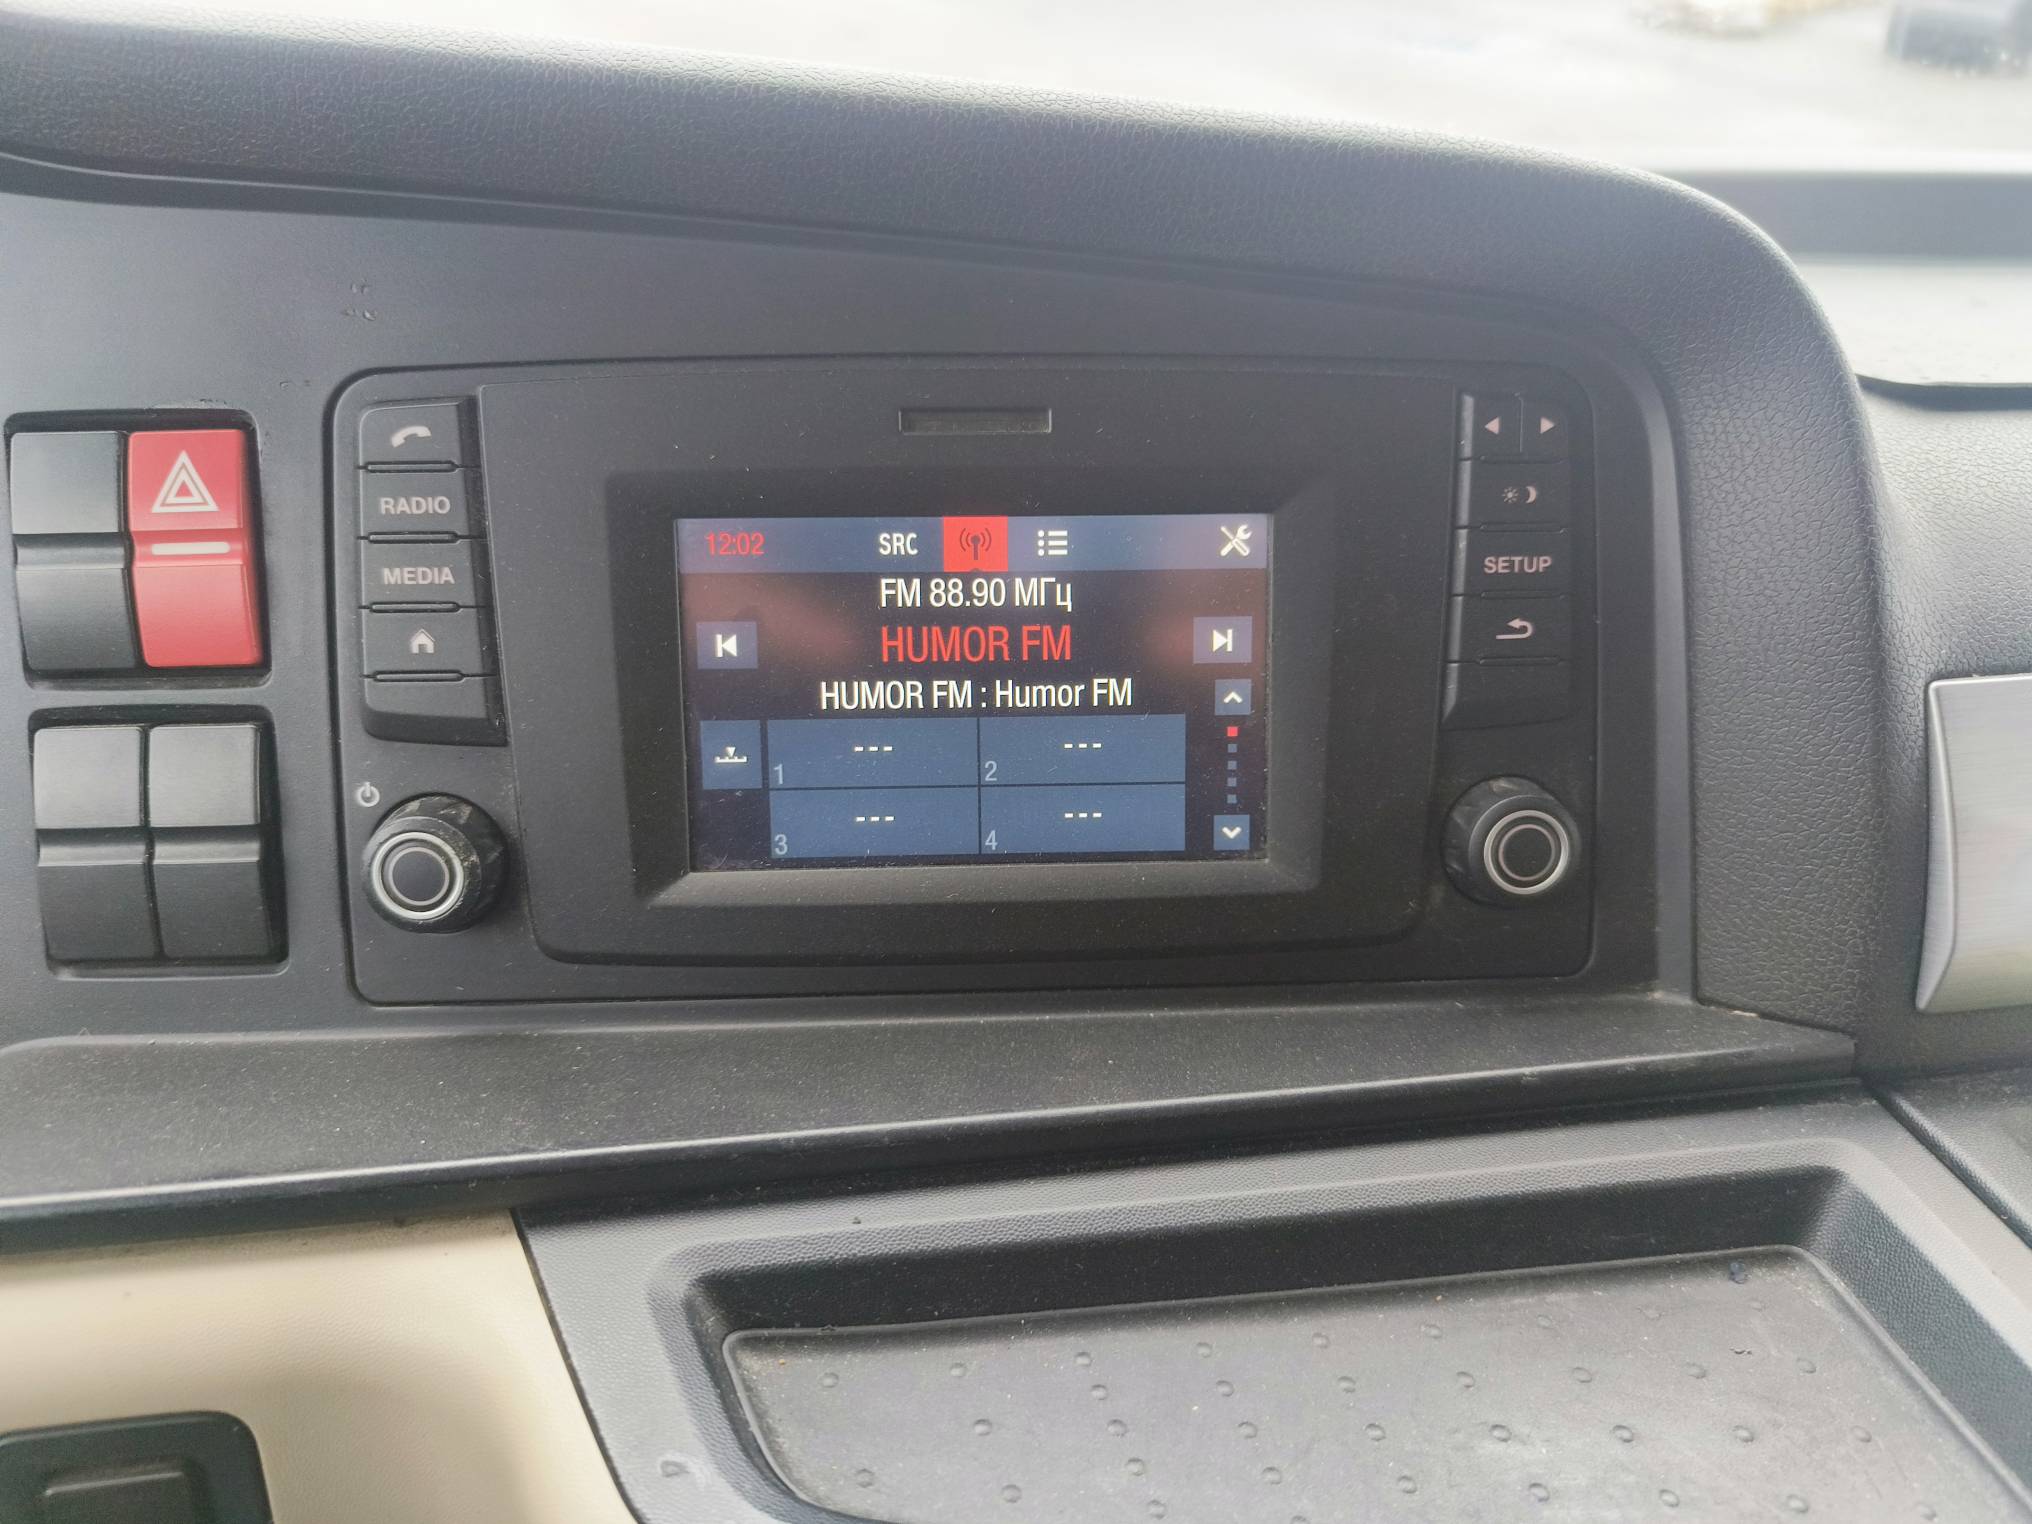 RADIO
MEDIA
SETUP
12:02 SRC
FM 88.90 МГц
HUMOR FM
HUMOR FM : Humor FM
--- 1
--- 2
--- 3
--- 4